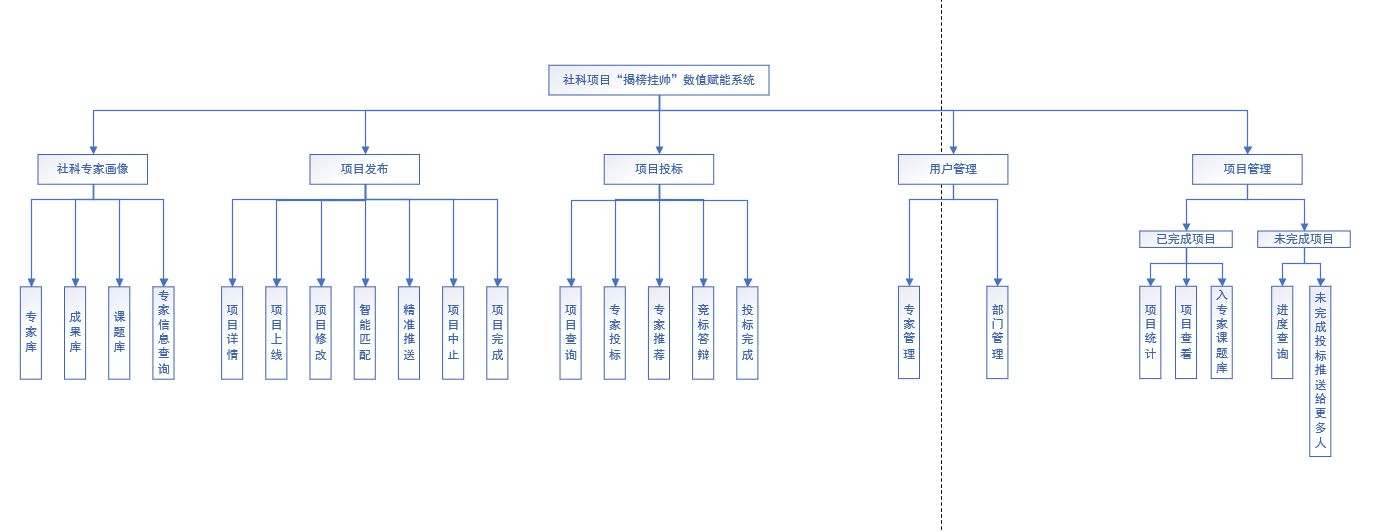 社科项目“揭榜挂帅”数值赋能系统
社科专家画像
项目发布
项目投标
用户管理
项目管理
已完成项目
未完成项目
专家库
成果库
课题库
专家信息查询
项目详情
项目上线
项目修改
智能匹配
精准推送
项目中止
项目完成
项目查询
专家投标
专家推荐
竞标答辩
投标完成
专家管理
部门管理
项目统计
项目查看
入专家课题库
进度查询
未完成投标推送给更多人